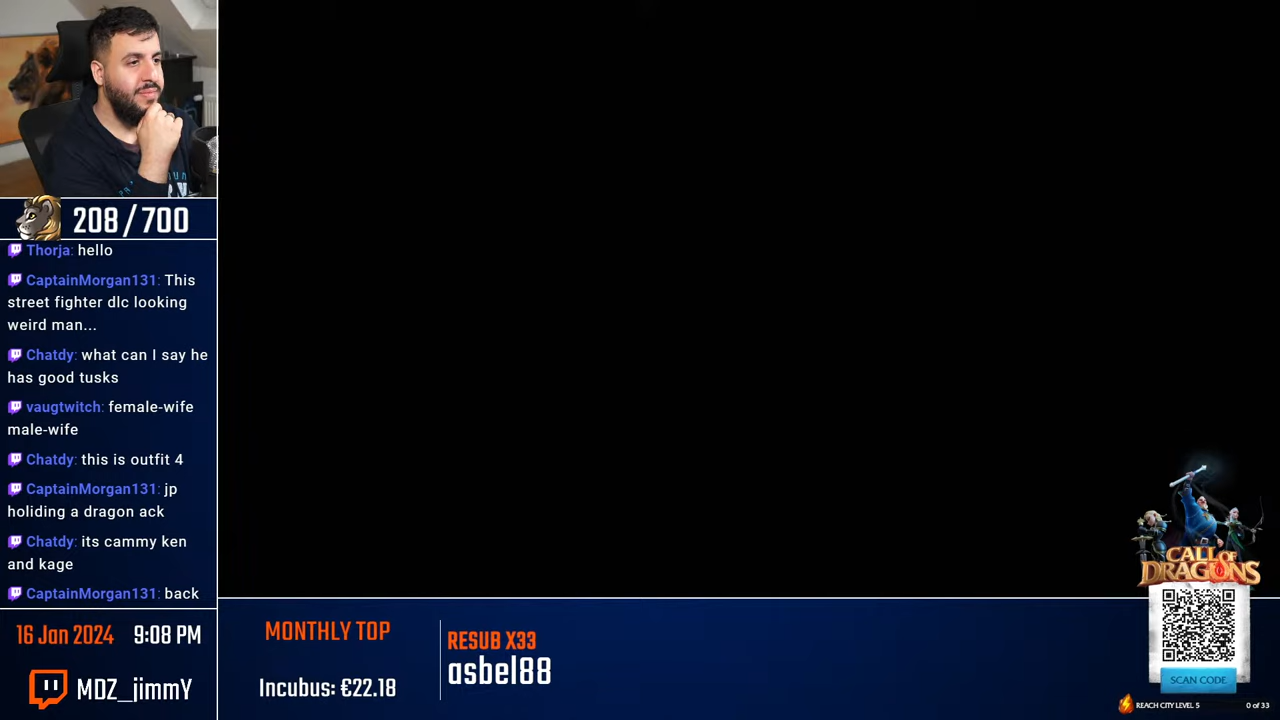 208 / 700
Thorja: hello
CaptainMorgan131: This
street fighter dlc looking
weird man...
Chatdy: what can I say he
has good tusks
vaugtwitch: female-wife
male-wife
Chatdy: this is outfit 4
CaptainMorgan131: jp
holiding a dragon ack
Chatdy: its cammy ken
and kage
CaptainMorgan131: back
16 Jan 2024 9:08 PM
MDZ_jimmY
MONTHLY TOP
Incubus: €22.18
RESUB X33
asbel88
CALL OF
DRAGONS
SCAN CODE
REACH CITY LEVEL 5 0 of 33